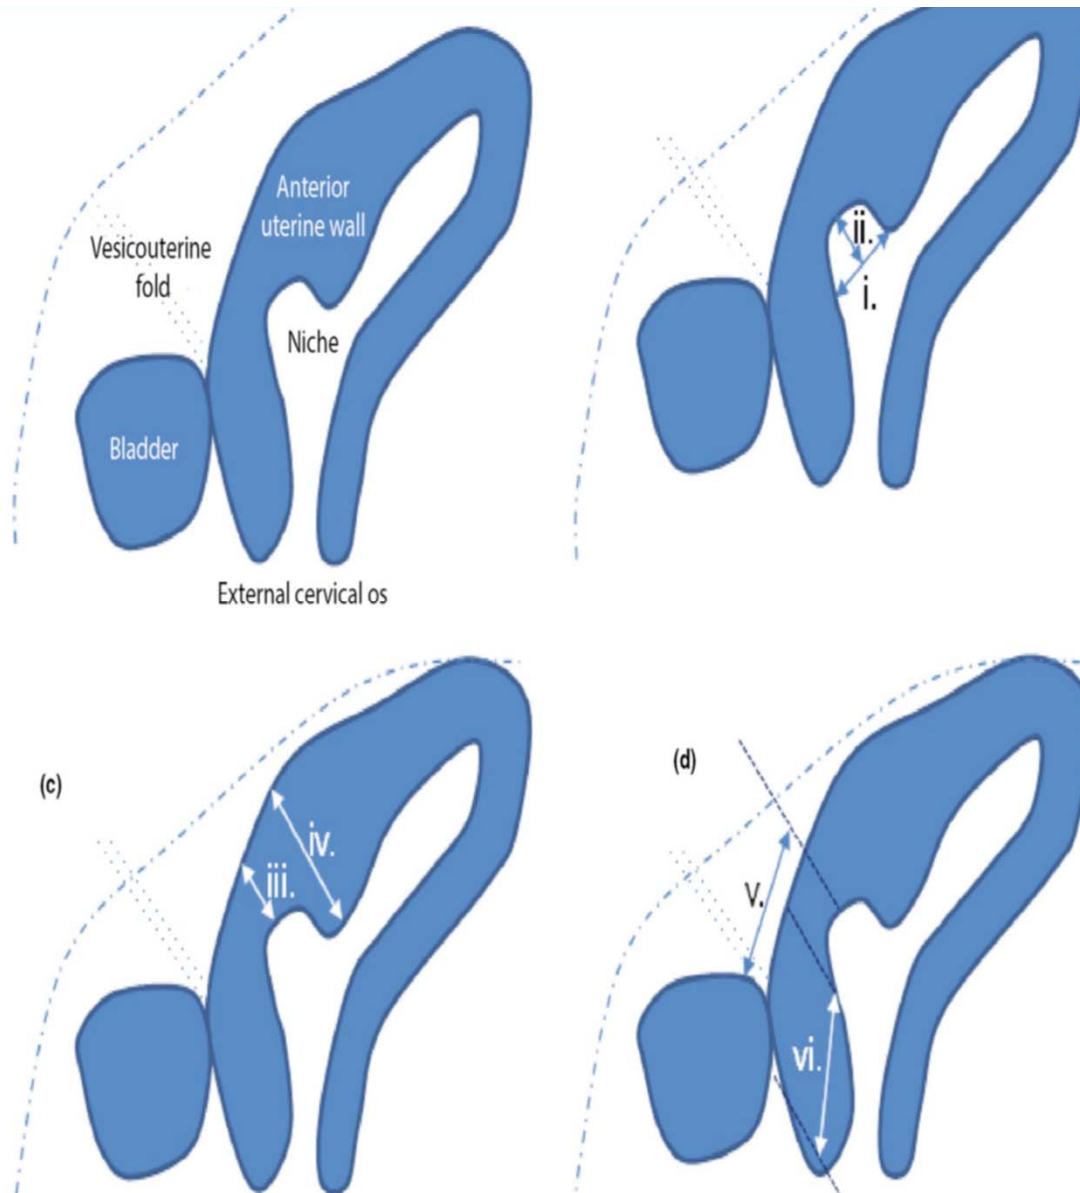 Anterior
uterine wall
Vesicouterine
fold
Niche
Bladder
External cervical os
ii.
i.
(c)
iv.
iii.
(d)
v.
vi.